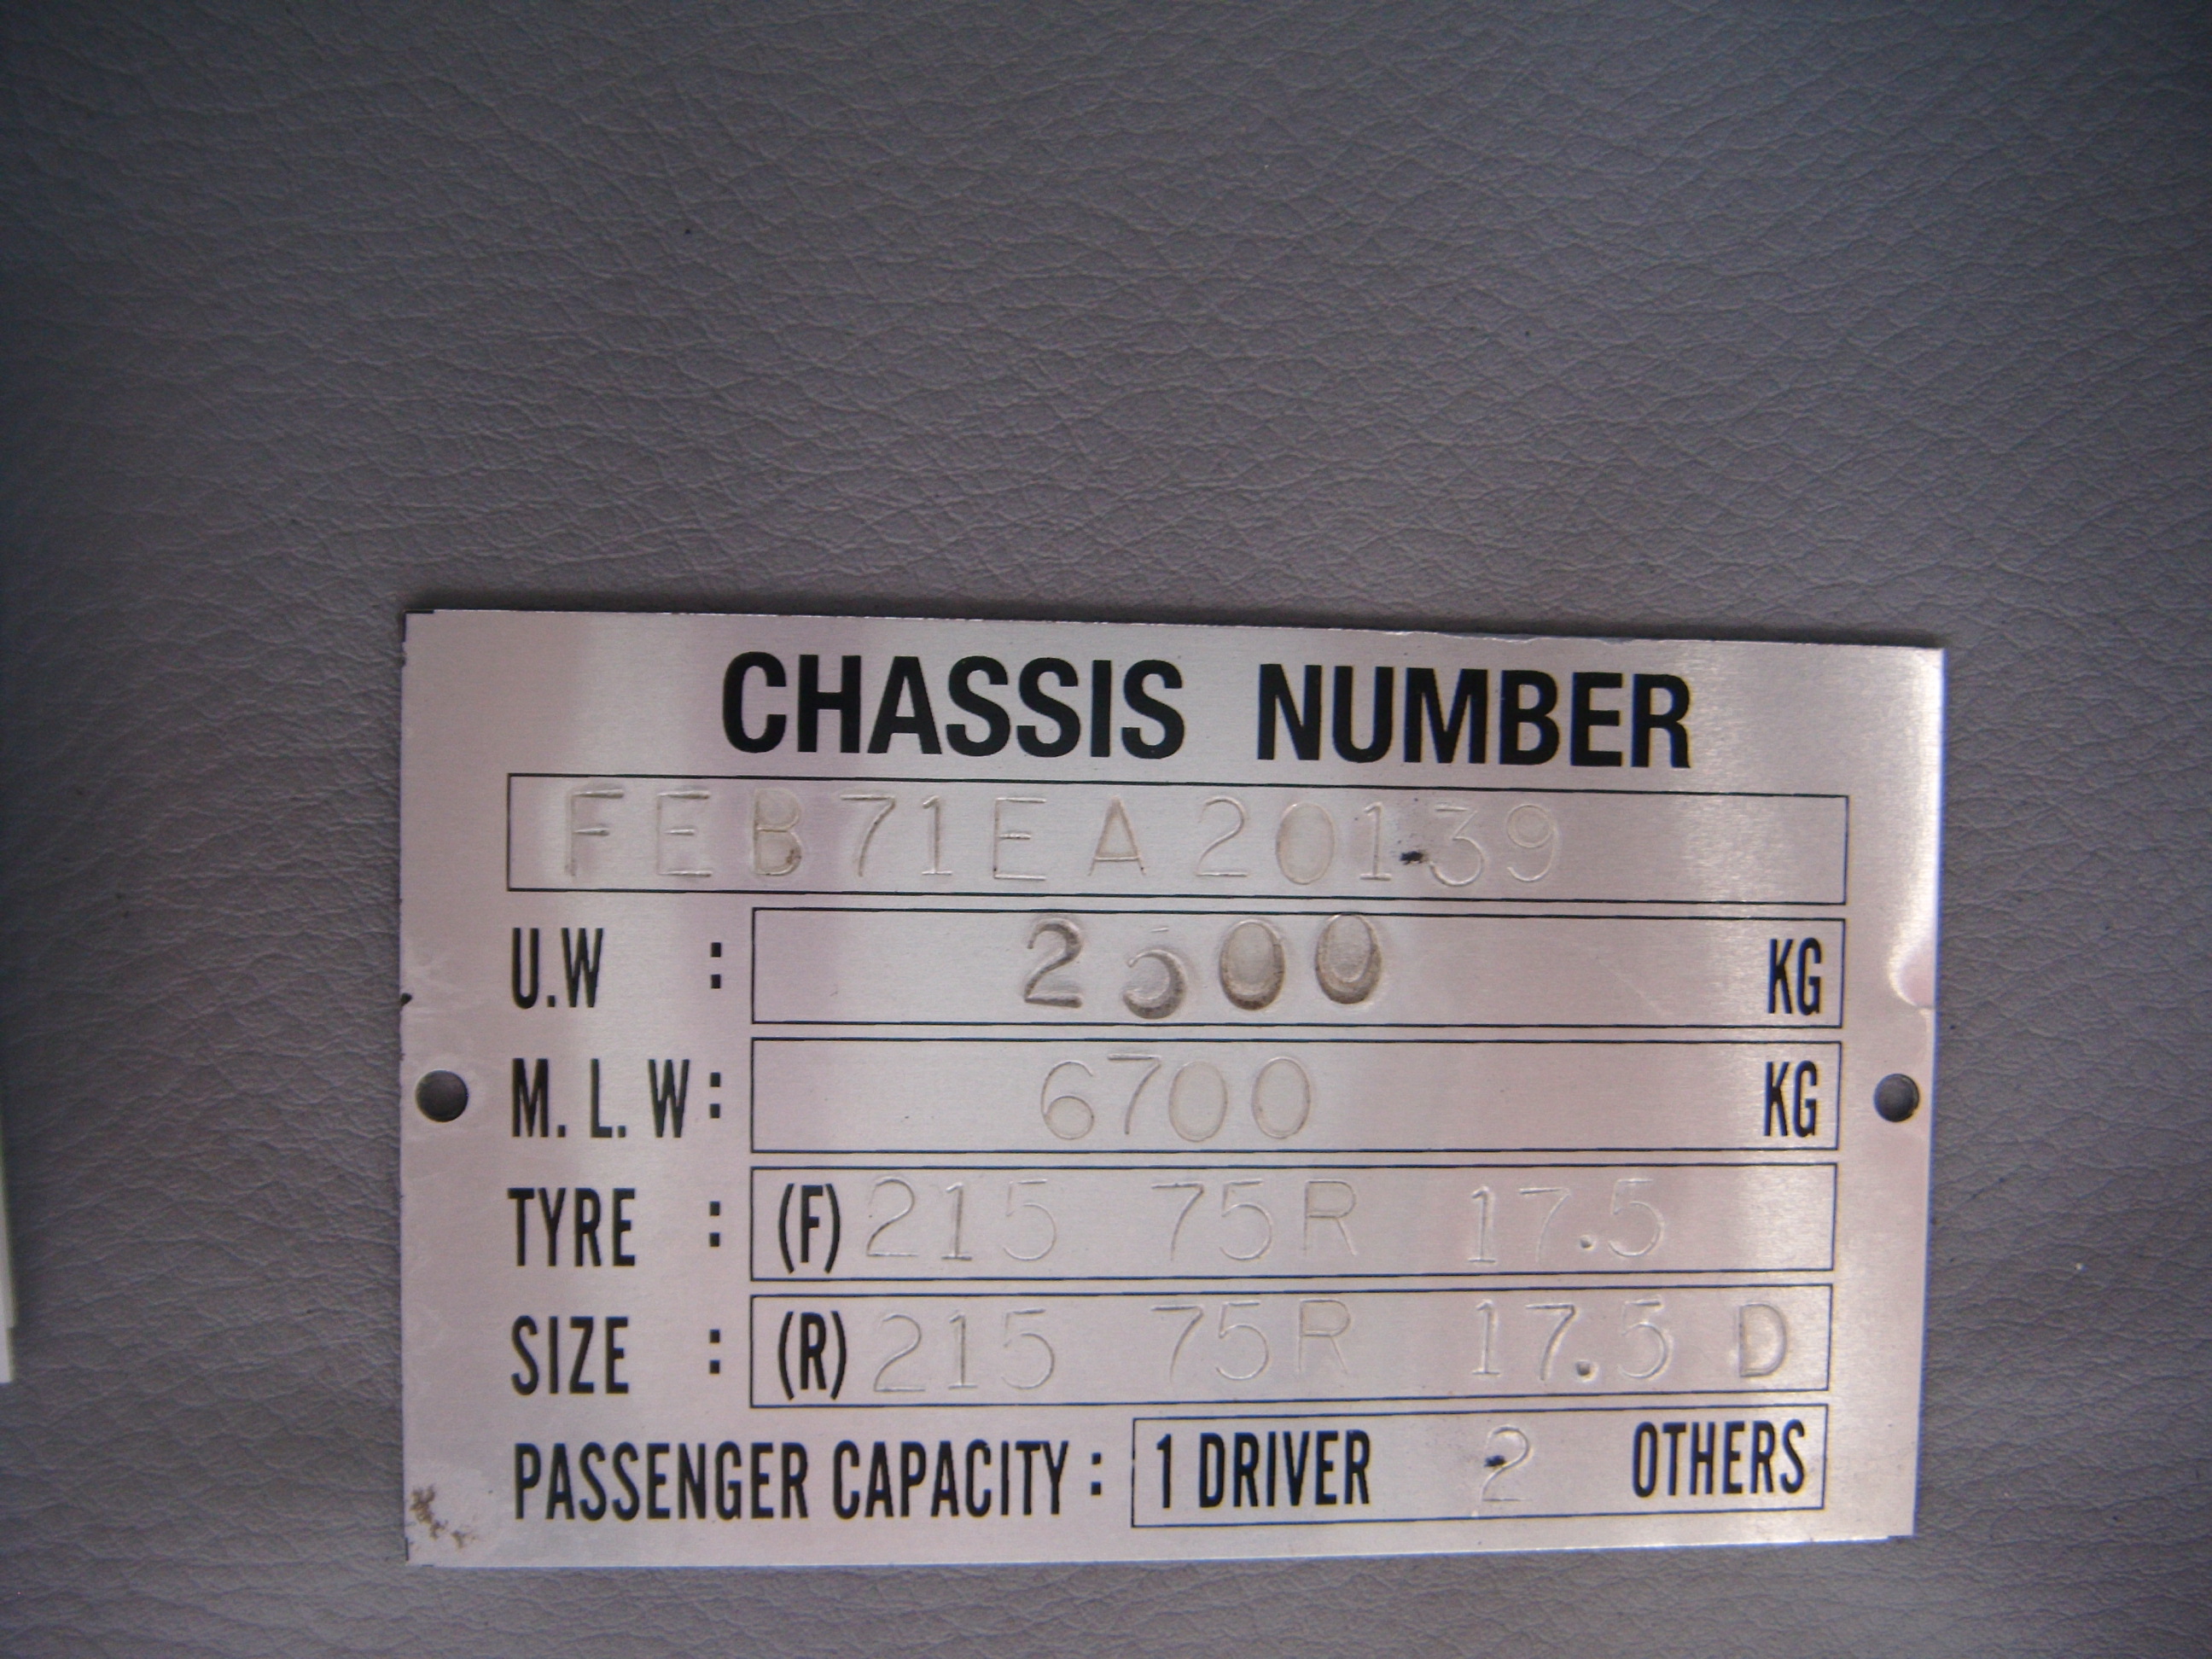 CHASSIS NUMBER
FEB71EA20139
U.W : 2500 KG
M. L. W: 6700 KG
TYRE : (F) 215 75R 17.5
SIZE : (R) 215 75R 17.5 D
PASSENGER CAPACITY : 1 DRIVER 2 OTHERS